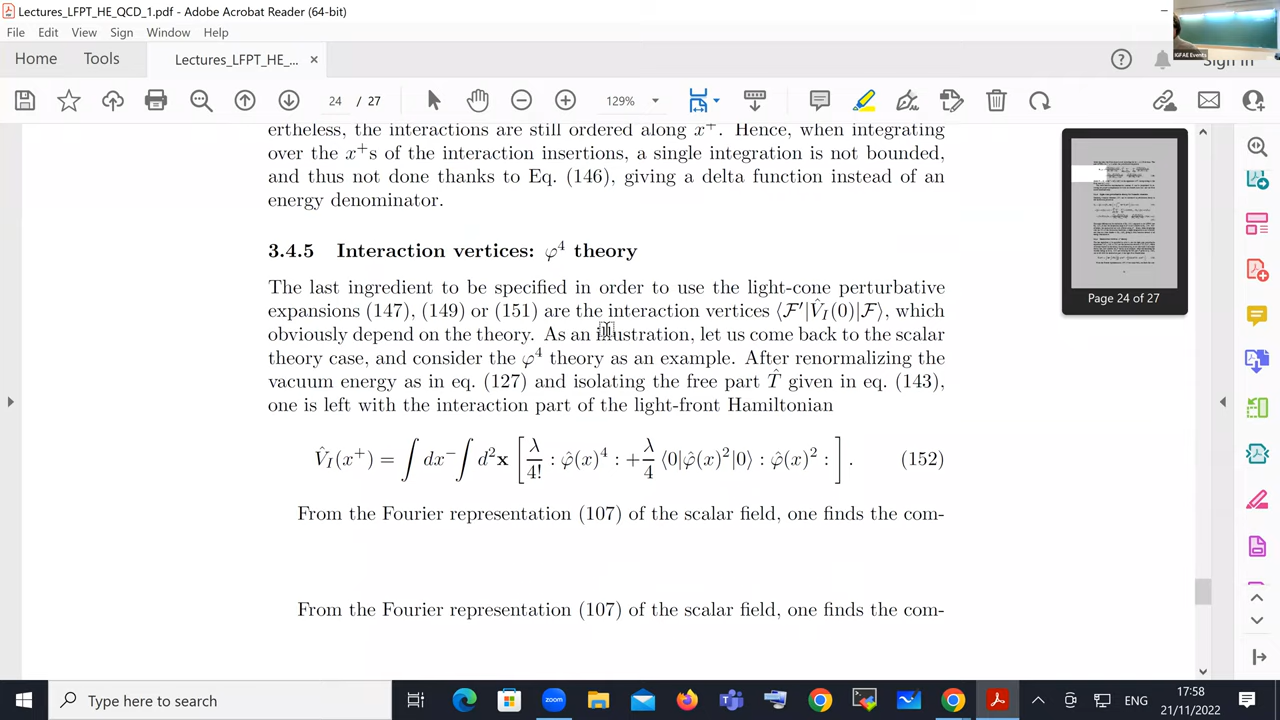 Lectures_LFPT_HE_QCD_1.pdf - Adobe Acrobat Reader (64-bit)
File Edit View Sign Window Help
IGFAE Events
Home Tools Lectures_LFPT_HE_... × Sign In
24 / 27 129%
ertheless, the interactions are still ordered along x⁺. Hence, when integrating
over the x⁺s of the interaction insertions, a single integration is not bounded,
and thus not done thanks to Eq. (146), giving a delta function instead of an
energy denominator.
3.4.5 Interaction vertices: φ⁴ theory
The last ingredient to be specified in order to use the light-cone perturbative
expansions (147), (149) or (151) are the interaction vertices ⟨F′|V̂_I(0)|F⟩, which
obviously depend on the theory. As an illustration, let us come back to the scalar
theory case, and consider the φ⁴ theory as an example. After renormalizing the
vacuum energy as in eq. (127) and isolating the free part T̂ given in eq. (143),
one is left with the interaction part of the light-front Hamiltonian
V̂_I(x⁺) = ∫ dx⁻ ∫ d²x [ λ/4! : φ̂(x)⁴ : + λ/4 ⟨0|φ̂(x)²|0⟩ : φ̂(x)² : ] . (152)
From the Fourier representation (107) of the scalar field, one finds the com-
From the Fourier representation (107) of the scalar field, one finds the com-
Page 24 of 27
Type here to search
ENG
17:58
21/11/2022